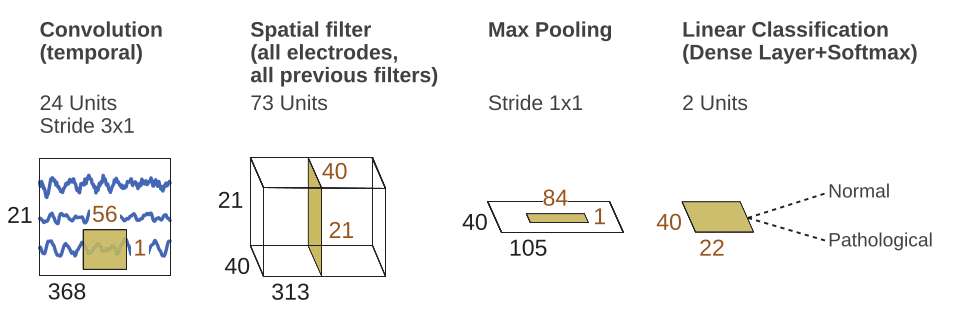 Convolution
(temporal)
24 Units
Stride 3x1
21
56
1
368
Spatial filter
(all electrodes,
all previous filters)
73 Units
40
21
21
40
313
Max Pooling
Stride 1x1
84
40
1
105
Linear Classification
(Dense Layer+Softmax)
2 Units
Normal
40
Pathological
22